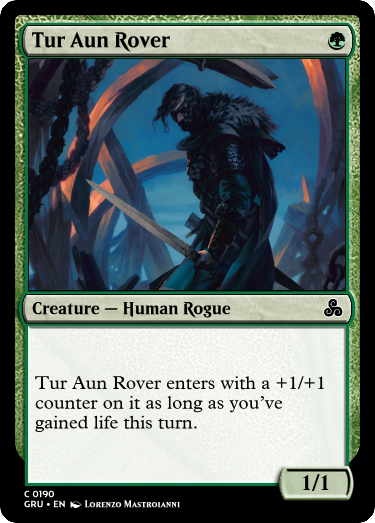 Tur Aun Rover
Creature — Human Rogue
Tur Aun Rover enters with a +1/+1
counter on it as long as you've
gained life this turn.
1/1
C 0190
GRU • EN Lorenzo Mastroianni